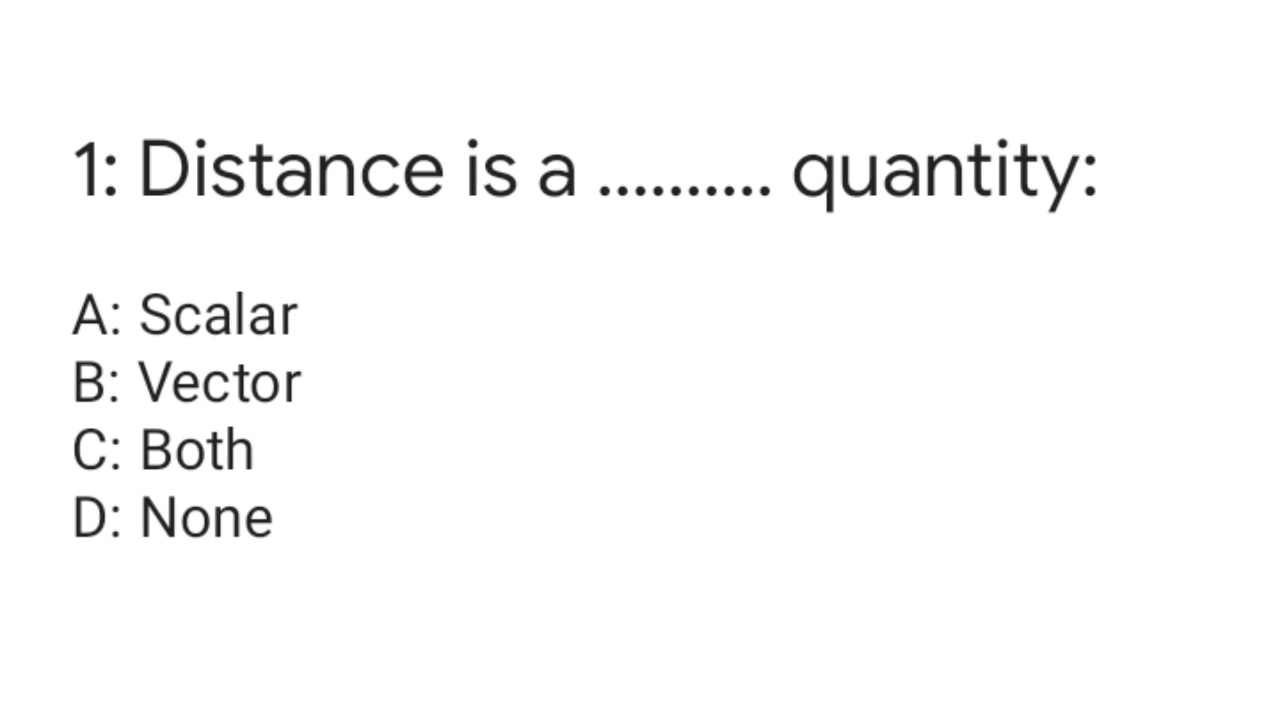 1: Distance is a .......... quantity:
A: Scalar
B: Vector
C: Both
D: None